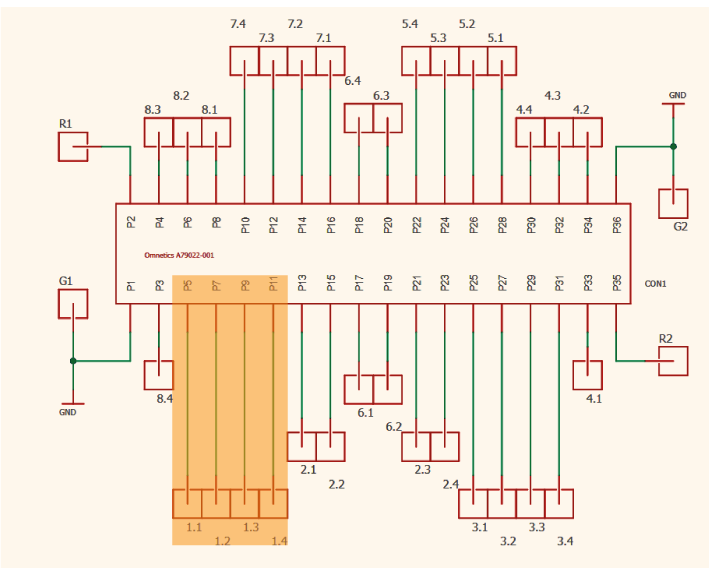 7.4 7.2 5.4 5.2
7.3 7.1 5.3 5.1
6.4
8.2 6.3 4.3 GND
8.3 8.1 4.4 4.2
R1
G2
P2 P4 P6 P8 P10 P12 P14 P16 P18 P20 P22 P24 P26 P28 P30 P32 P34 P36
Omnetics A79022-001
P1 P3 P5 P7 P9 P11 P13 P15 P17 P19 P21 P23 P25 P27 P29 P31 P33 P35
G1 CON1
R2
8.4 4.1
GND 6.1
6.2
2.1 2.3
2.2 2.4
1.1 1.3 3.1 3.3
1.2 1.4 3.2 3.4